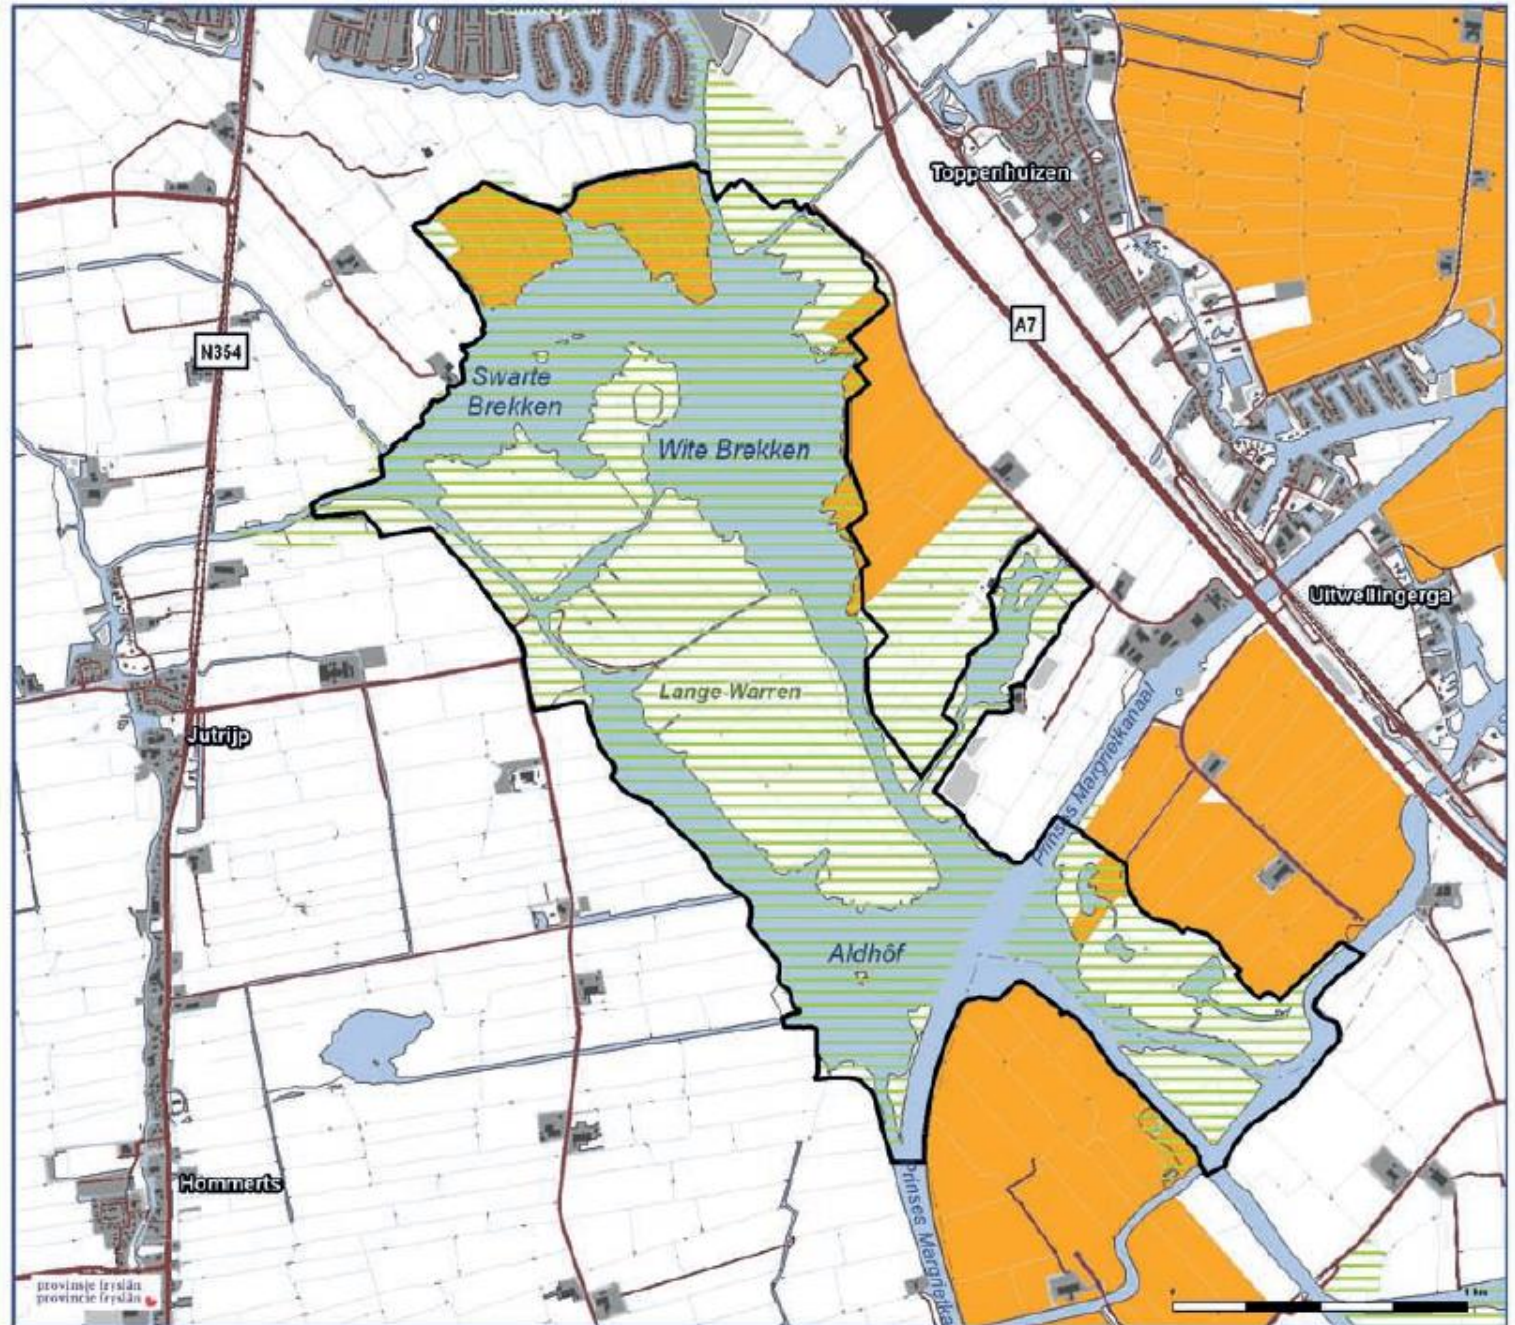 Toppenhuizen
A7
N354
Swarte
Brekken
Wite Brekken
Uitwellingerga
Lange Warren
Jutrijp
Prinses Margrietkanaal
Aldhôf
Hommerts
Prinses Margrietka
provinsje fryslân
provincie fryslân
1 km